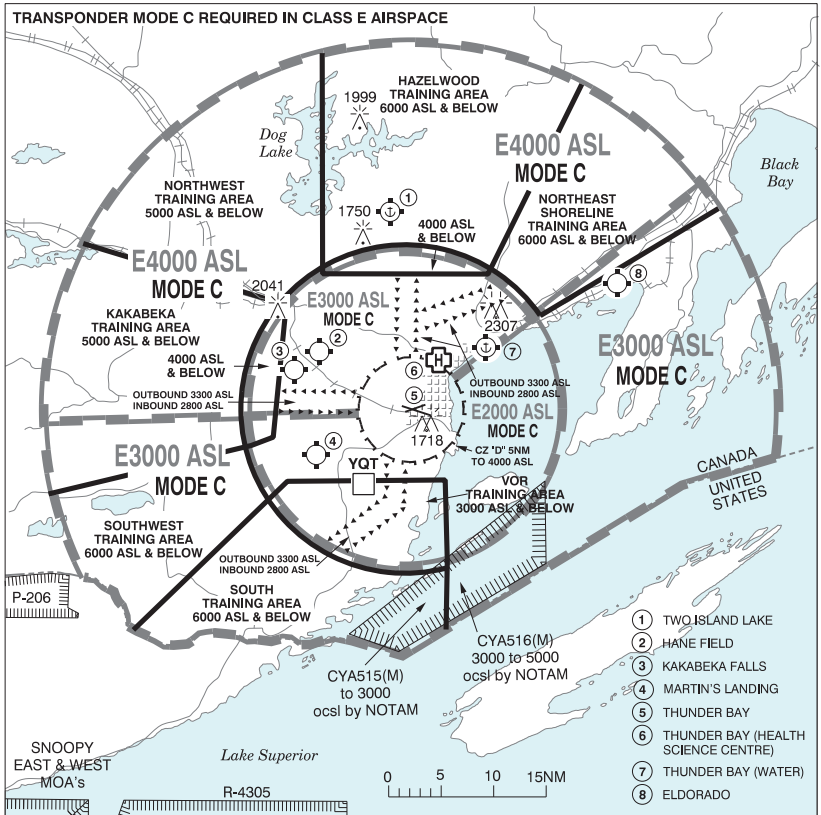 TRANSPONDER MODE C REQUIRED IN CLASS E AIRSPACE
HAZELWOOD
TRAINING AREA
6000 ASL & BELOW
1999
Dog
Lake
E4000 ASL
MODE C
Black
Bay
NORTHWEST
TRAINING AREA
5000 ASL & BELOW
1750
1
4000 ASL
& BELOW
NORTHEAST
SHORELINE
TRAINING AREA
6000 ASL & BELOW
E4000 ASL
MODE C
2041
E3000 ASL
MODE C
8
KAKABEKA
TRAINING AREA
5000 ASL & BELOW
2307
4000 ASL
& BELOW
3
2
7
E3000 ASL
MODE C
H
6
OUTBOUND 3300 ASL
INBOUND 2800 ASL
OUTBOUND 3300 ASL
INBOUND 2800 ASL
5
E2000 ASL
MODE C
1718
4
CZ "D" 5NM
TO 4000 ASL
E3000 ASL
MODE C
YQT
VOR
TRAINING AREA
3000 ASL & BELOW
CANADA
UNITED
STATES
SOUTHWEST
TRAINING AREA
6000 ASL & BELOW
OUTBOUND 3300 ASL
INBOUND 2800 ASL
P-206
SOUTH
TRAINING AREA
6000 ASL & BELOW
CYA515(M)
to 3000
ocsl by NOTAM
CYA516(M)
3000 to 5000
ocsl by NOTAM
1 TWO ISLAND LAKE
2 HANE FIELD
3 KAKABEKA FALLS
4 MARTIN'S LANDING
5 THUNDER BAY
6 THUNDER BAY (HEALTH
SCIENCE CENTRE)
7 THUNDER BAY (WATER)
8 ELDORADO
SNOOPY
EAST & WEST
MOA's
Lake Superior
0 5 10 15NM
R-4305